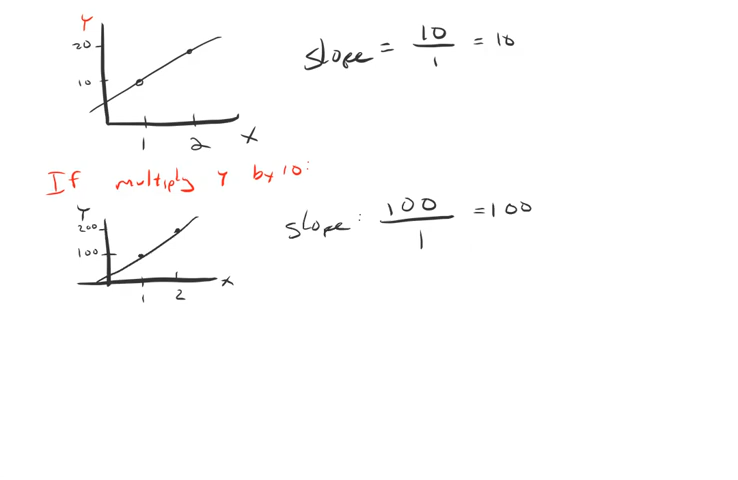 Y
20
10
1 2 X
slope = 10/1 = 10
If multiply Y by 10:
Y
200
100
1 2 X
slope: 100/1 = 100